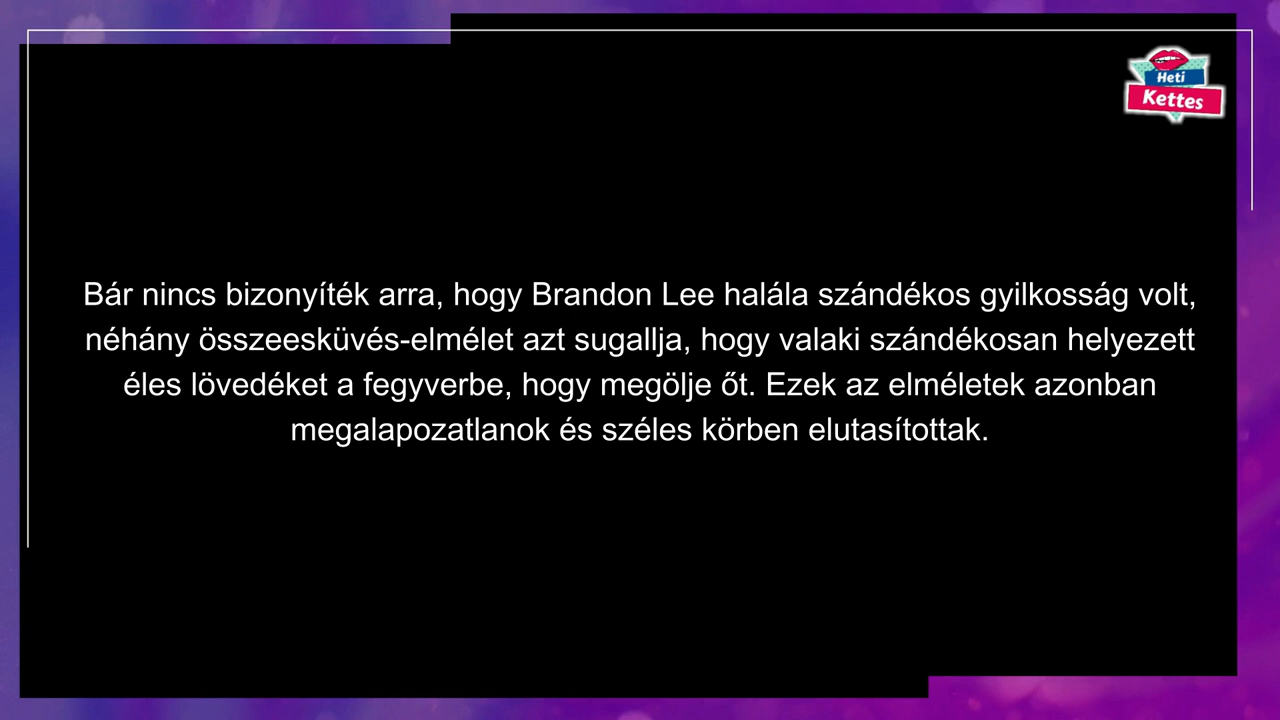 Heti
Kettes
Bár nincs bizonyíték arra, hogy Brandon Lee halála szándékos gyilkosság volt,
néhány összeesküvés-elmélet azt sugallja, hogy valaki szándékosan helyezett
éles lövedéket a fegyverbe, hogy megölje őt. Ezek az elméletek azonban
megalapozatlanok és széles körben elutasítottak.